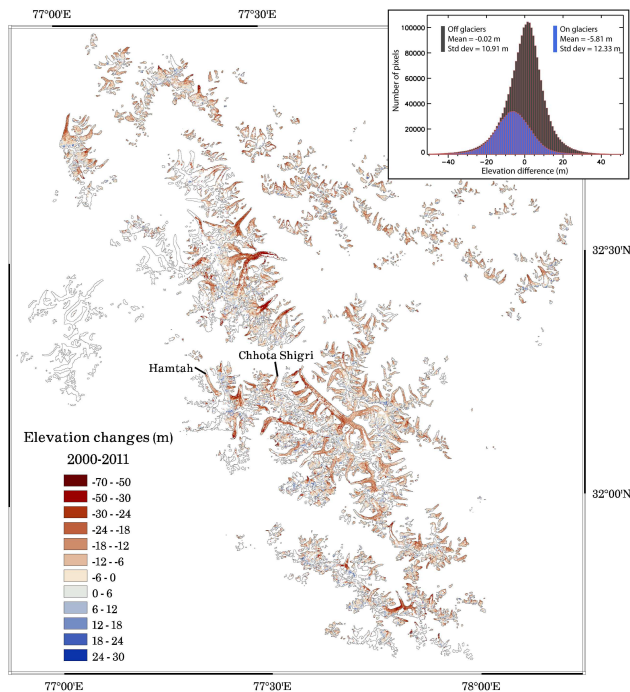 77°00'E
77°30'E
Off glaciers
Mean = -0.02 m
Std dev = 10.91 m
On glaciers
Mean = -5.81 m
Std dev = 12.33 m
Number of pixels
100000
80000
60000
40000
20000
0
−40
−20
0
20
40
Elevation difference (m)
32°30'N
Chhota Shigri
Hamtah
Elevation changes (m)
2000-2011
-70 - -50
-50 - -30
-30 - -24
-24 - -18
-18 - -12
-12 - -6
-6 - 0
0 - 6
6 - 12
12 - 18
18 - 24
24 - 30
32°00'N
77°00'E
77°30'E
78°00'E